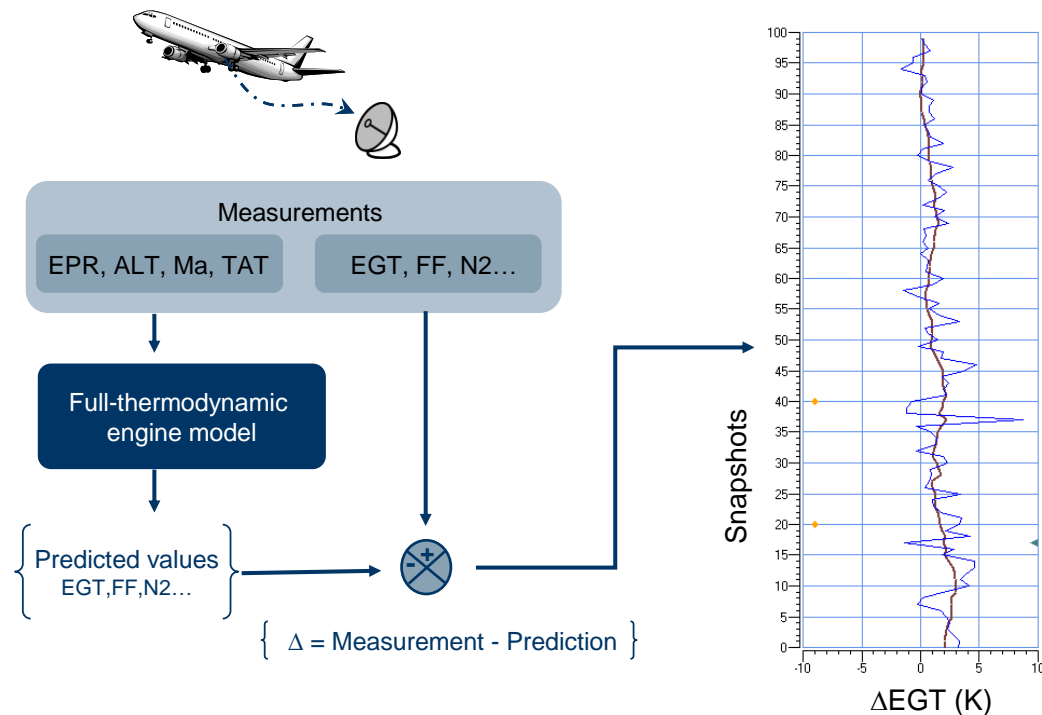 Measurements
EPR, ALT, Ma, TAT
EGT, FF, N2…
Full-thermodynamic
engine model
Predicted values
EGT,FF,N2…
+
-
Δ = Measurement - Prediction
Snapshots
100
95
90
85
80
75
70
65
60
55
50
45
40
35
30
25
20
15
10
5
0
-10 -5 0 5 10
ΔEGT (K)